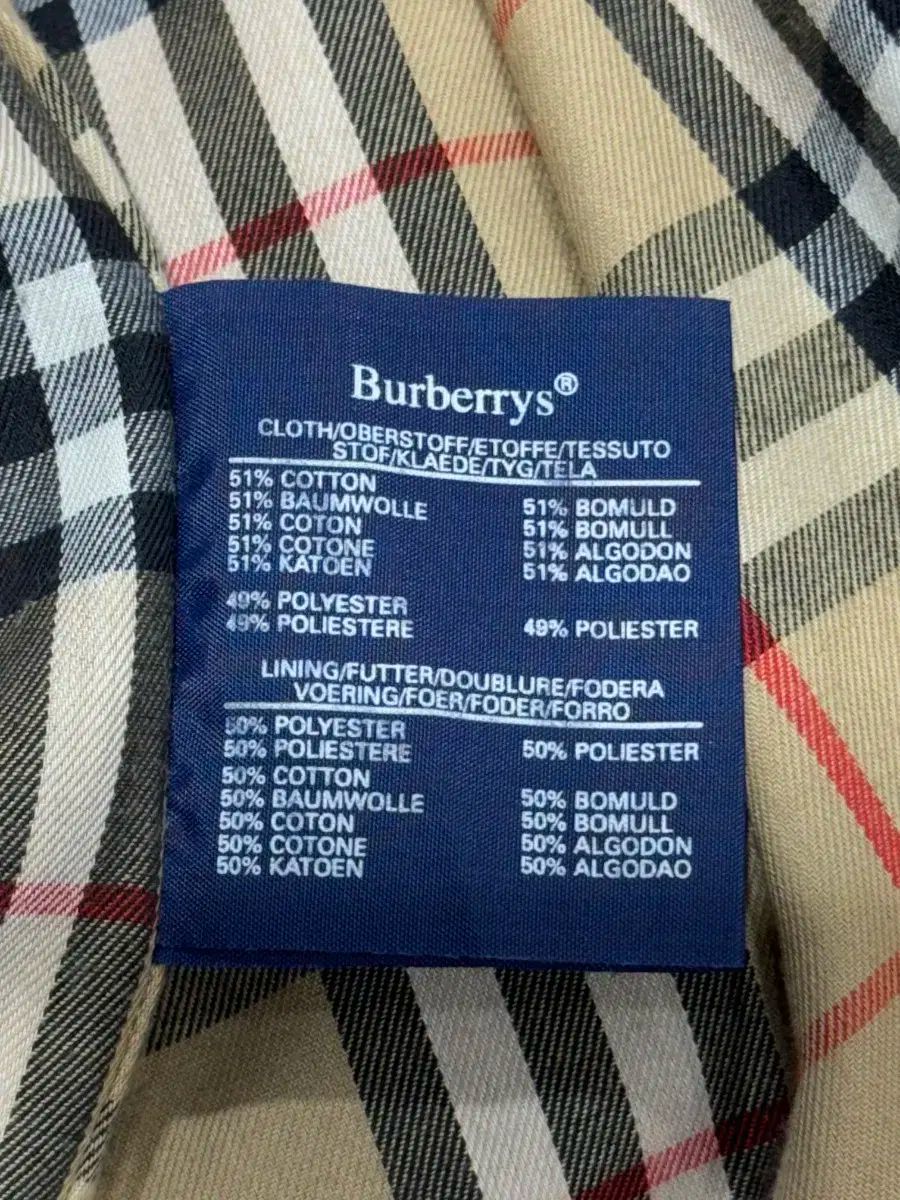 Burberrys®
CLOTH/OBERSTOFF/ETOFFE/TESSUTO
STOF/KLAEDE/TYG/TELA
51% COTTON
51% BAUMWOLLE
51% COTON
51% COTONE
51% KATOEN
51% BOMULD
51% BOMULL
51% ALGODON
51% ALGODAO
49% POLYESTER
49% POLIESTERE
49% POLIESTER
LINING/FUTTER/DOUBLURE/FODERA
VOERING/FOER/FODER/FORRO
50% POLYESTER
50% POLIESTERE
50% POLIESTER
50% COTTON
50% BAUMWOLLE
50% COTON
50% COTONE
50% KATOEN
50% BOMULD
50% BOMULL
50% ALGODON
50% ALGODAO